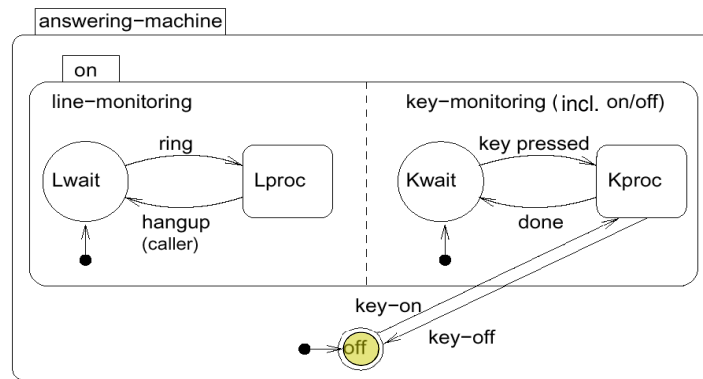 answering−machine
on
line−monitoring
key−monitoring (incl. on/off)
ring
key pressed
Lwait
Lproc
Kwait
Kproc
hangup
(caller)
done
key−on
off
key−off